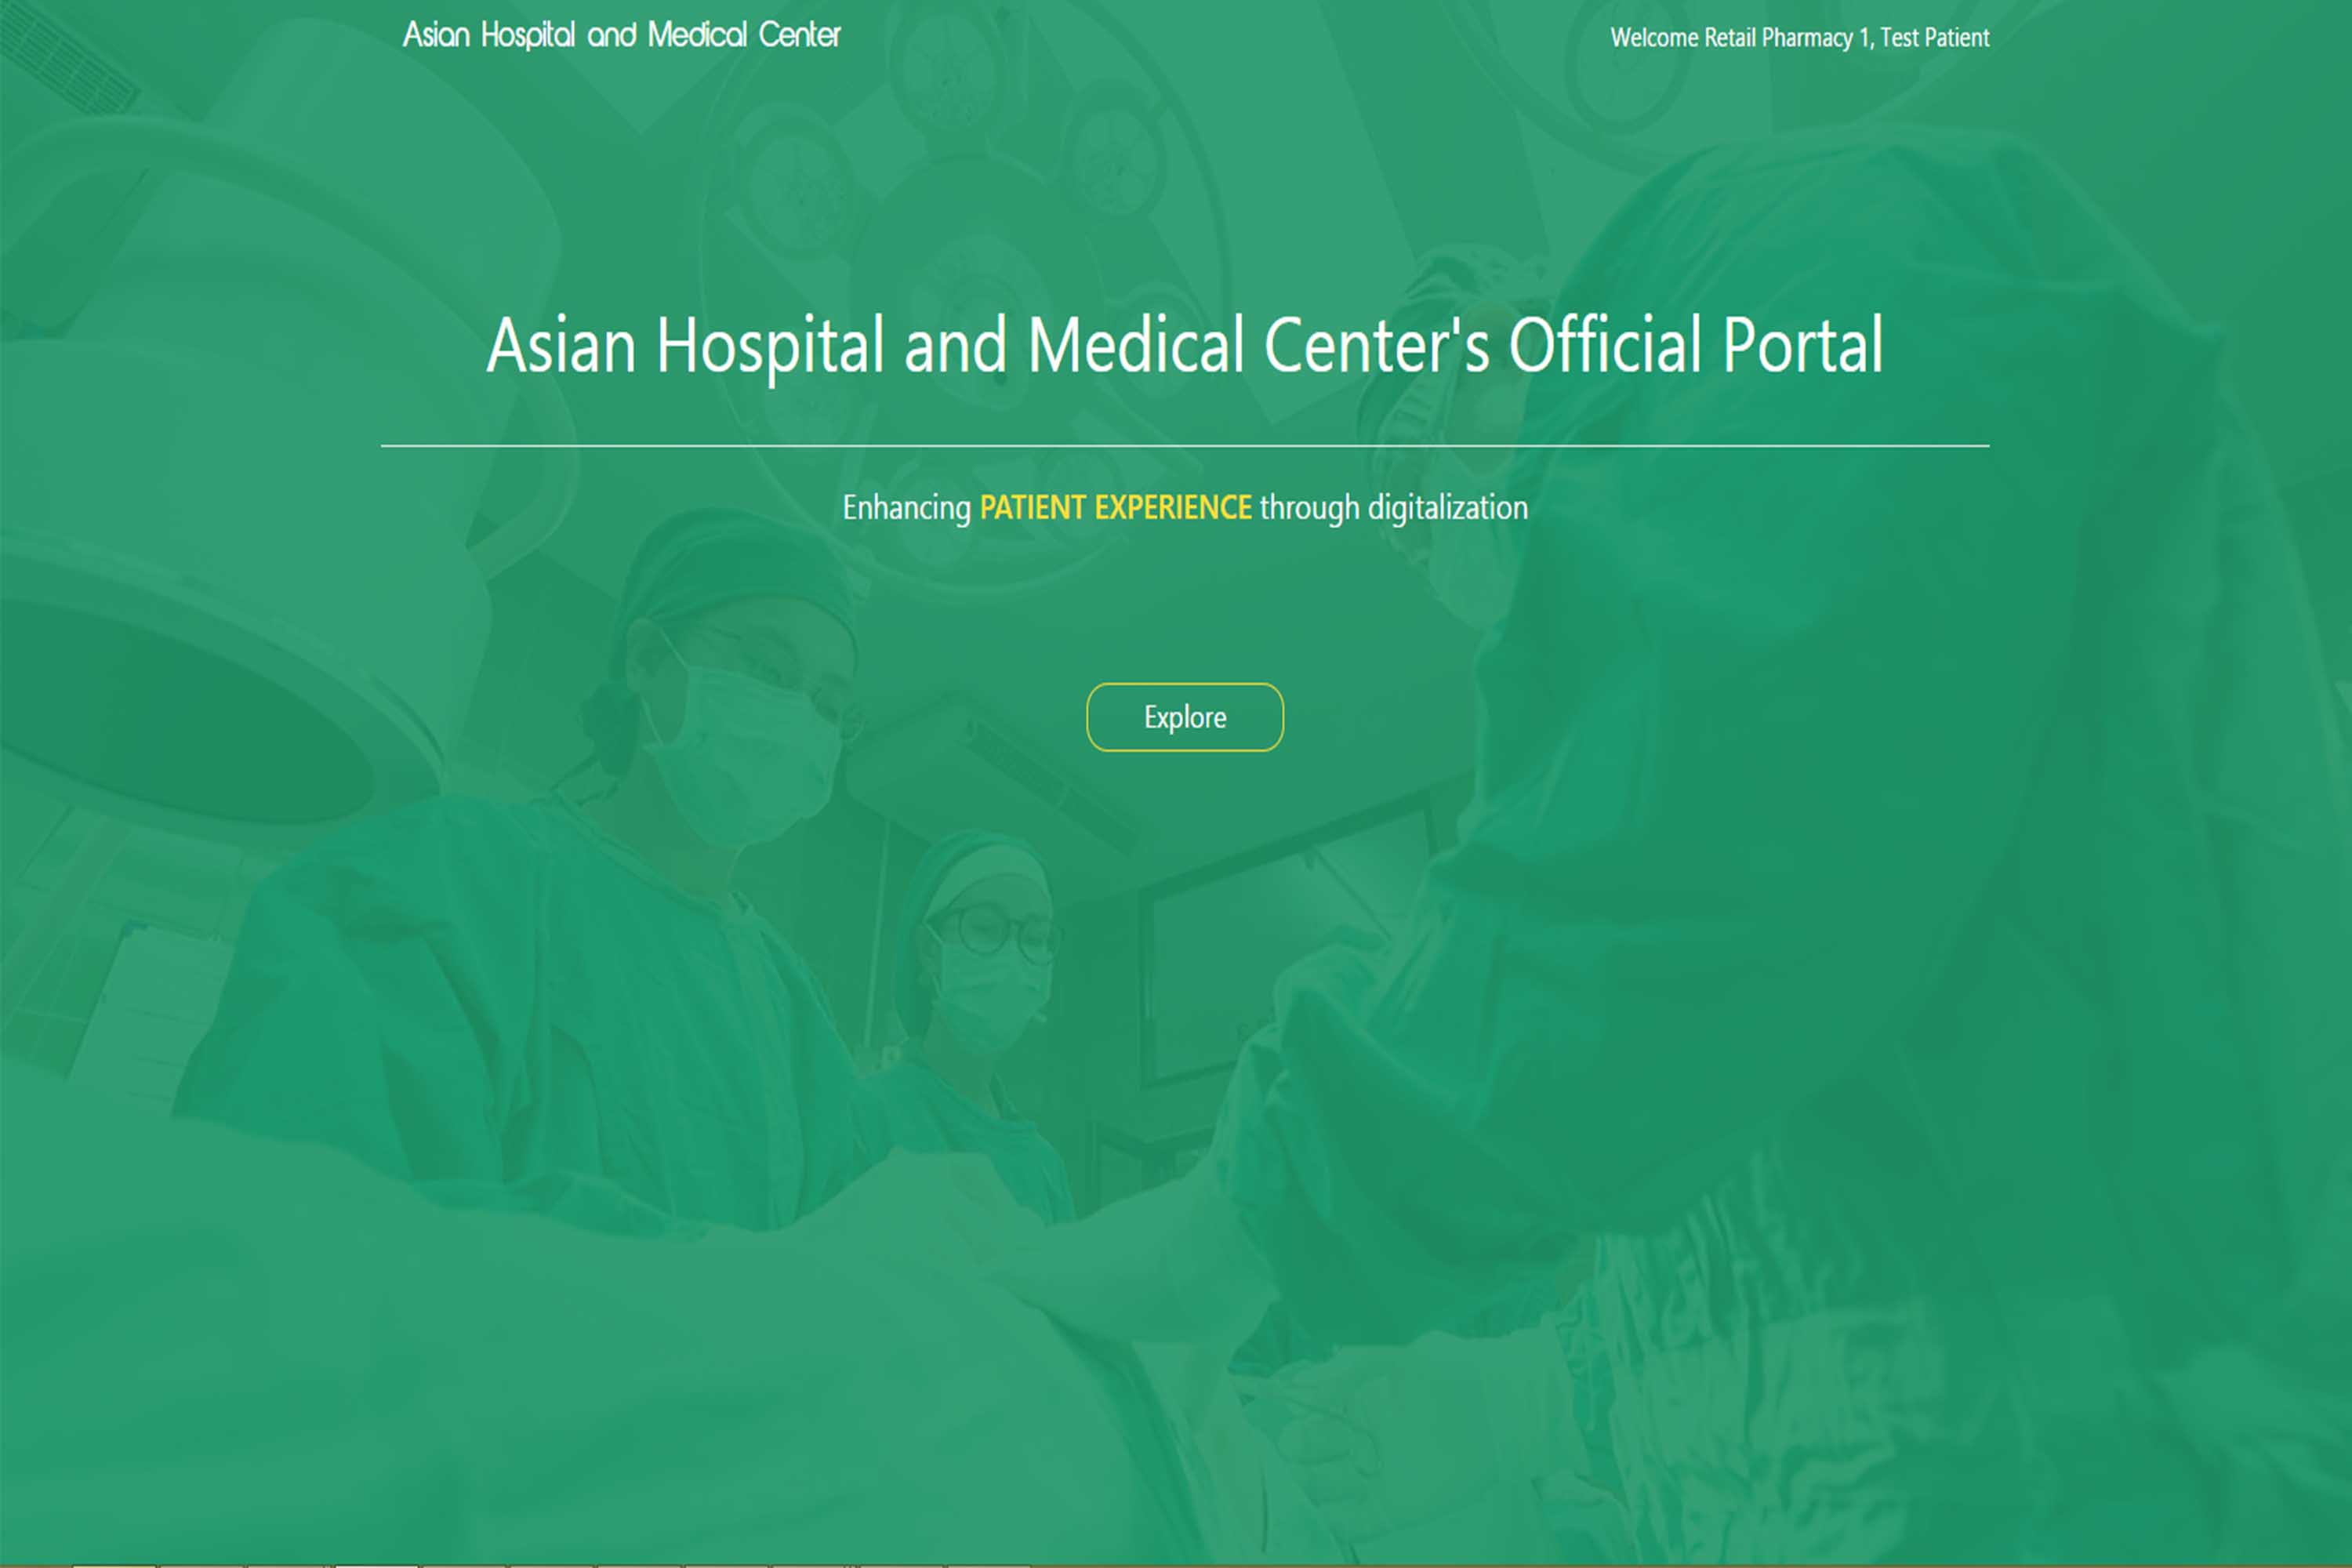 Asian Hospital and Medical Center
Welcome Retail Pharmacy 1, Test Patient
Asian Hospital and Medical Center's Official Portal
Enhancing PATIENT EXPERIENCE through digitalization
Explore